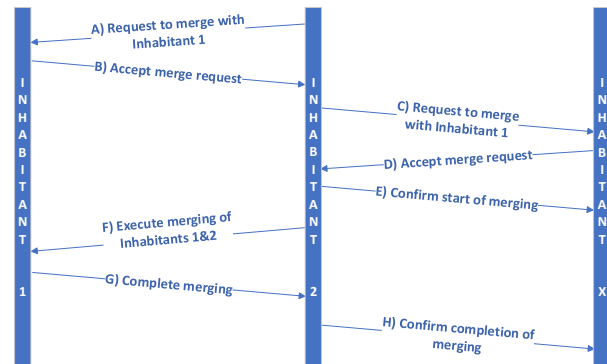 A) Request to merge with
Inhabitant 1
B) Accept merge request
C) Request to merge
with Inhabitant 1
D) Accept merge request
E) Confirm start of merging
F) Execute merging of
Inhabitants 1&2
G) Complete merging
H) Confirm completion of
merging
INHABITANT 1
INHABITANT 2
INHABITANT X